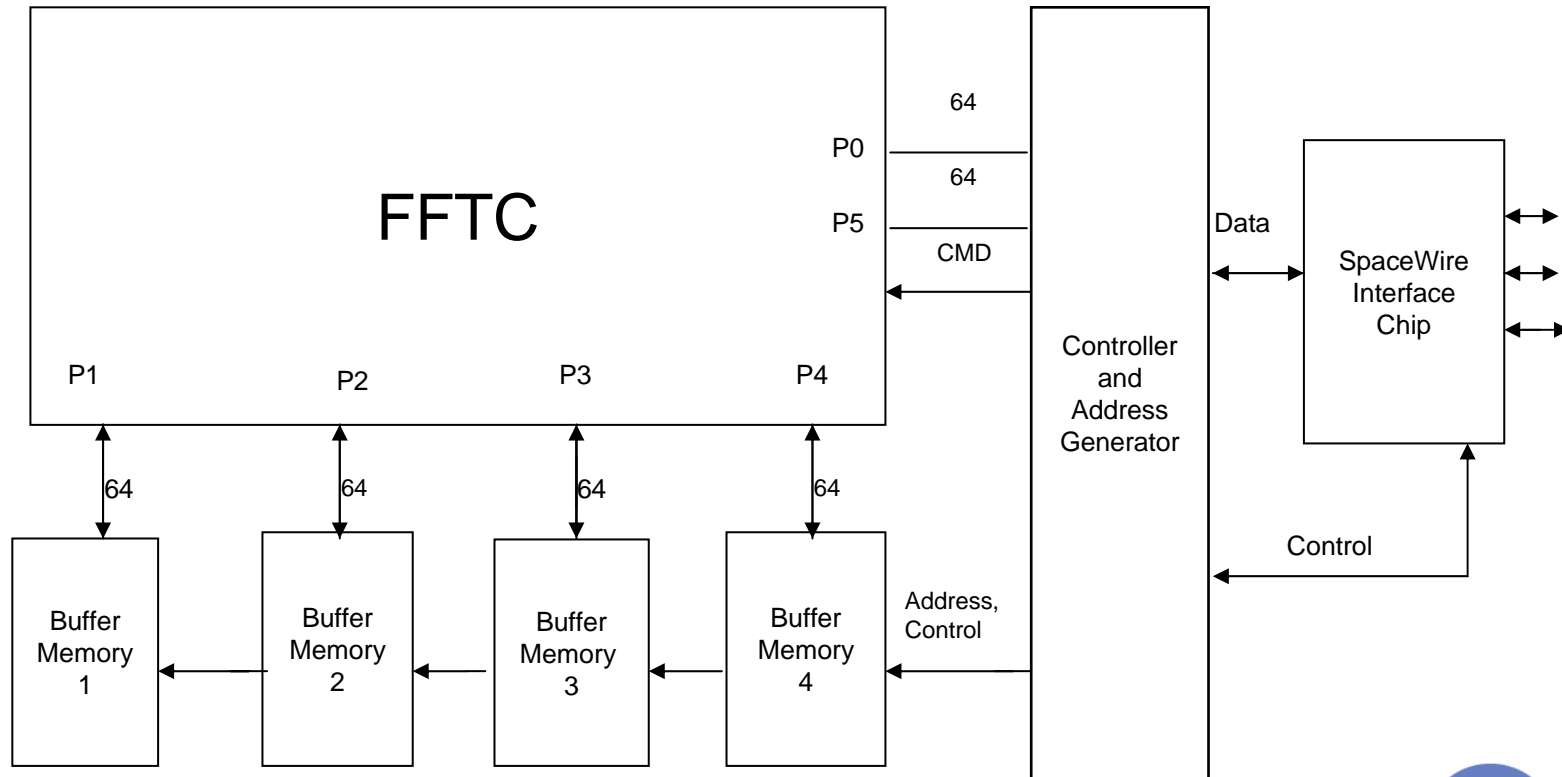 64
P0
64
FFTC
P5
CMD
Data
SpaceWire
Interface
Chip
Controller
and
Address
Generator
P1
P2
P3
P4
64
64
64
64
Control
Buffer
Memory
1
Buffer
Memory
2
Buffer
Memory
3
Buffer
Memory
4
Address,
Control